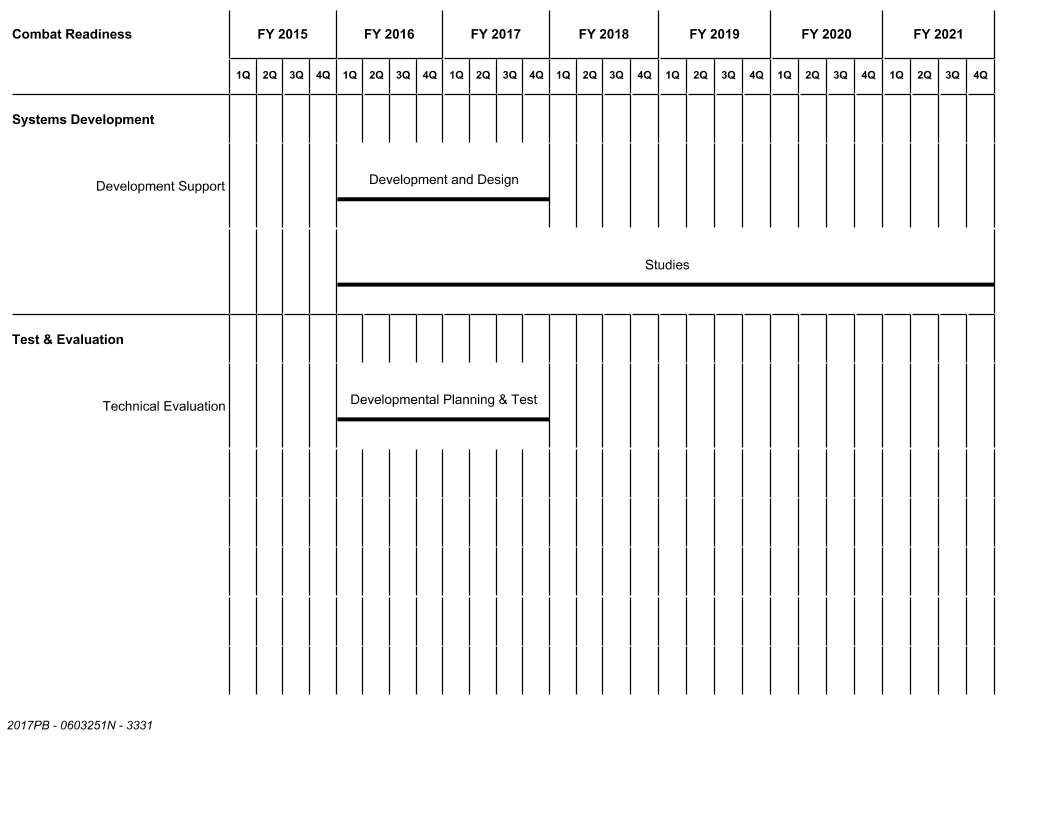 Combat Readiness FY 2015 FY 2016 FY 2017 FY 2018 FY 2019 FY 2020 FY 2021
1Q 2Q 3Q 4Q 1Q 2Q 3Q 4Q 1Q 2Q 3Q 4Q 1Q 2Q 3Q 4Q 1Q 2Q 3Q 4Q 1Q 2Q 3Q 4Q 1Q 2Q 3Q 4Q
Systems Development
Development and Design
Development Support
Studies
Test & Evaluation
Developmental Planning & Test
Technical Evaluation
2017PB - 0603251N - 3331